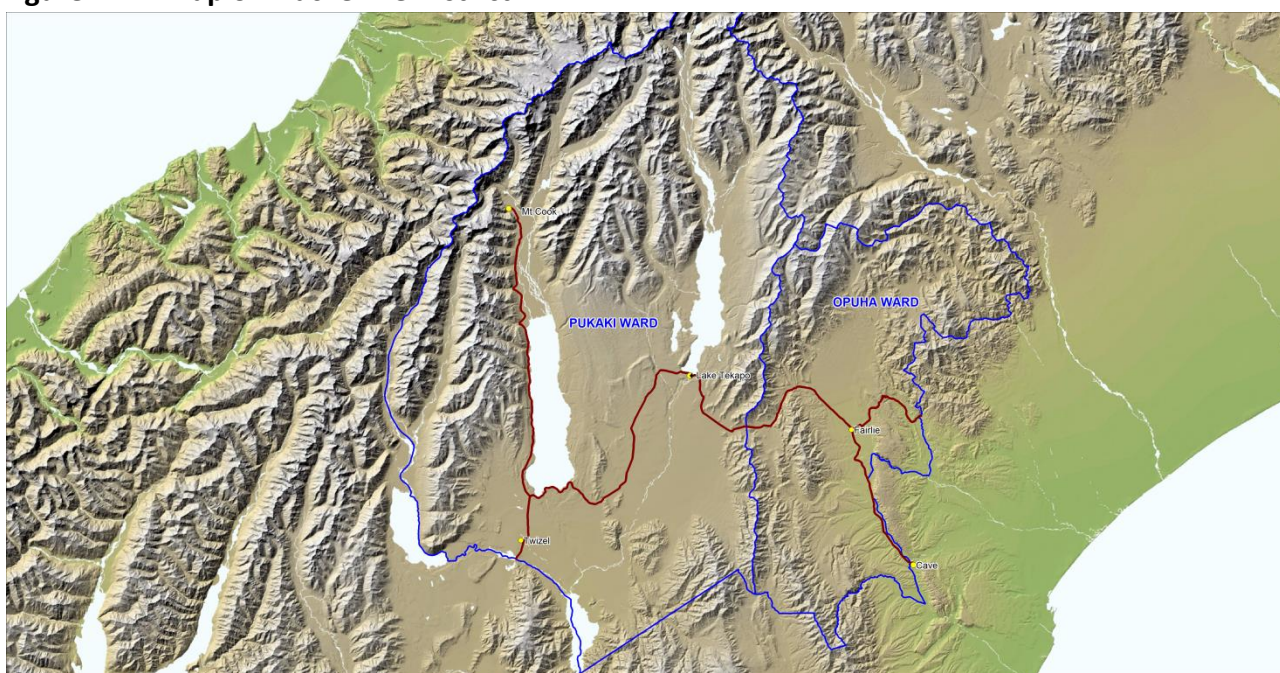 Mt Cook
PUKAKI WARD
OPUHA WARD
Lake Tekapo
Fairlie
Twizel
Cave